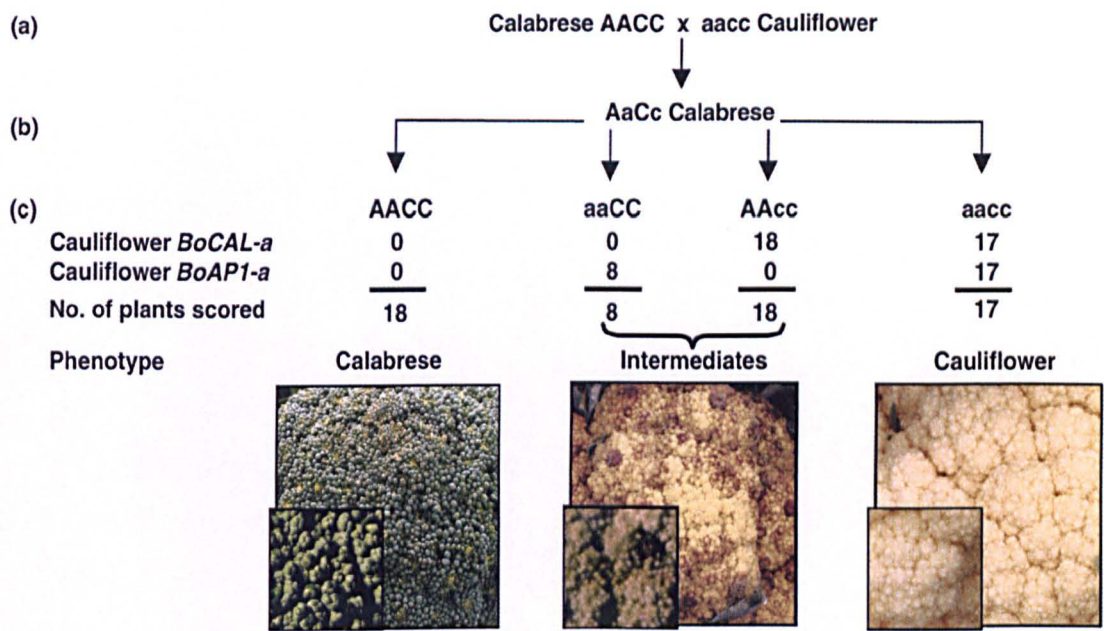 (a) Calabrese AACC x aacc Cauliflower
(b) AaCc Calabrese
(c) AACC aaCC AAcc aacc
Cauliflower BoCAL-a 0 0 18 17
Cauliflower BoAP1-a 0 8 0 17
No. of plants scored 18 8 18 17
Phenotype Calabrese Intermediates Cauliflower